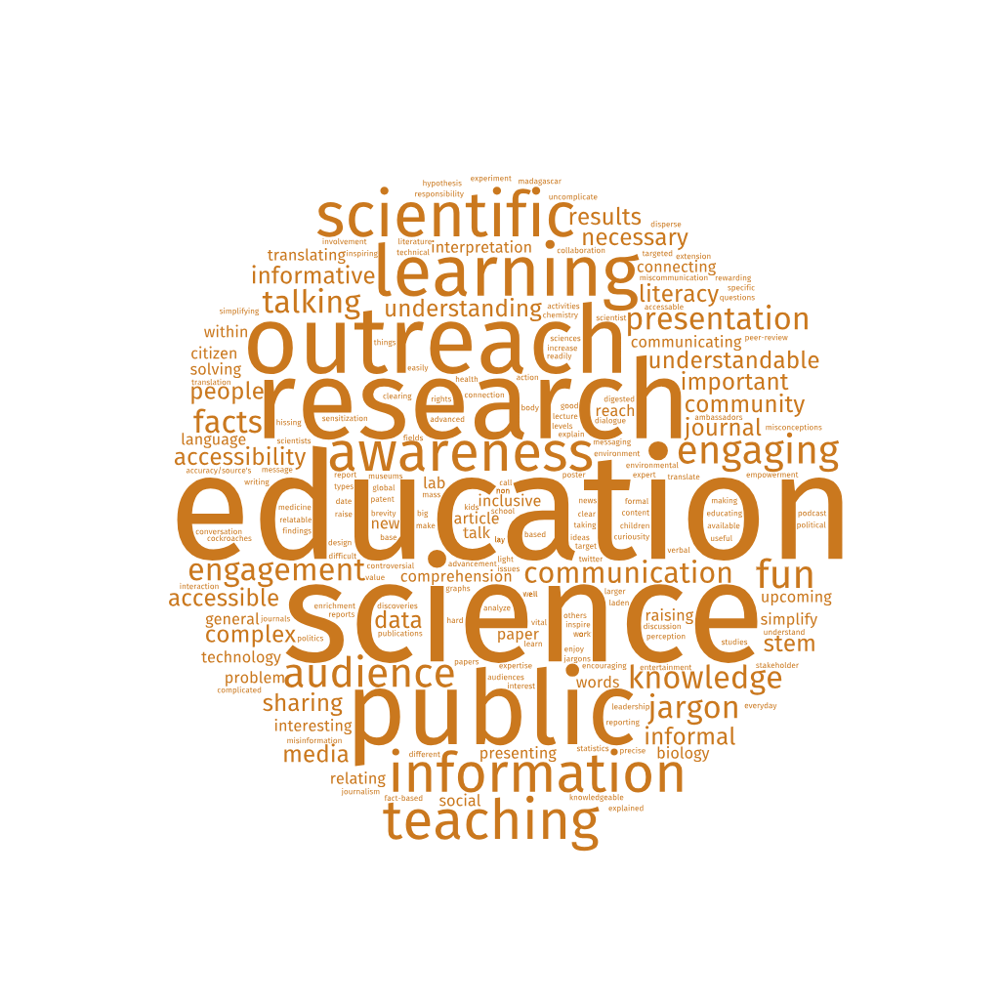 hypothesis experiment madagascar
responsibility uncomplicate
scientific results disperse
involvement literature interpretation necessary
translating inspiring technical collaboration targeted extension
informative learning connecting
miscommunication rewarding
talking literacy specific
understanding activities accessable questions
simplifying chemistry scientist presentation
within outreach things sciences communicating peer-review
citizen increase understandable
solving easily readily
translation research health action important
people clearing rights connection digested community
body good reach
facts hissing sensitization advanced lecture dialogue ambassadors
levels journal misconceptions
language scientists fields explain messaging
accessibility awareness environment engaging
accuracy/source's message environmental
writing report museums poster expert translate empowerment
education types global lab call
mass non
date patent inclusive news formal making
medicine kids
raise brevity big school clear content educating podcast
relatable new article
make taking children available political
conversation findings base talk based ideas curiosity useful
cockroaches lay
design target
difficult light verbal
engagement controversial advancement twitter
value comprehension issues communication fun
interaction graphs
accessible science well larger upcoming
enrichment discoveries analyze laden
general journals reports data hard vital others raising simplify
inspire discussion
complex politics publications paper work perception understand
learn studies stem
technology papers enjoy
jargons
expertise encouraging entertainment stakeholder
problem audience audiences words knowledge
complicated interest
sharing public leadership jargon everyday
interesting reporting informal
misinformation
media different presenting statistics precise biology
relating information
journalism fact-based social knowledgeable
teaching explained